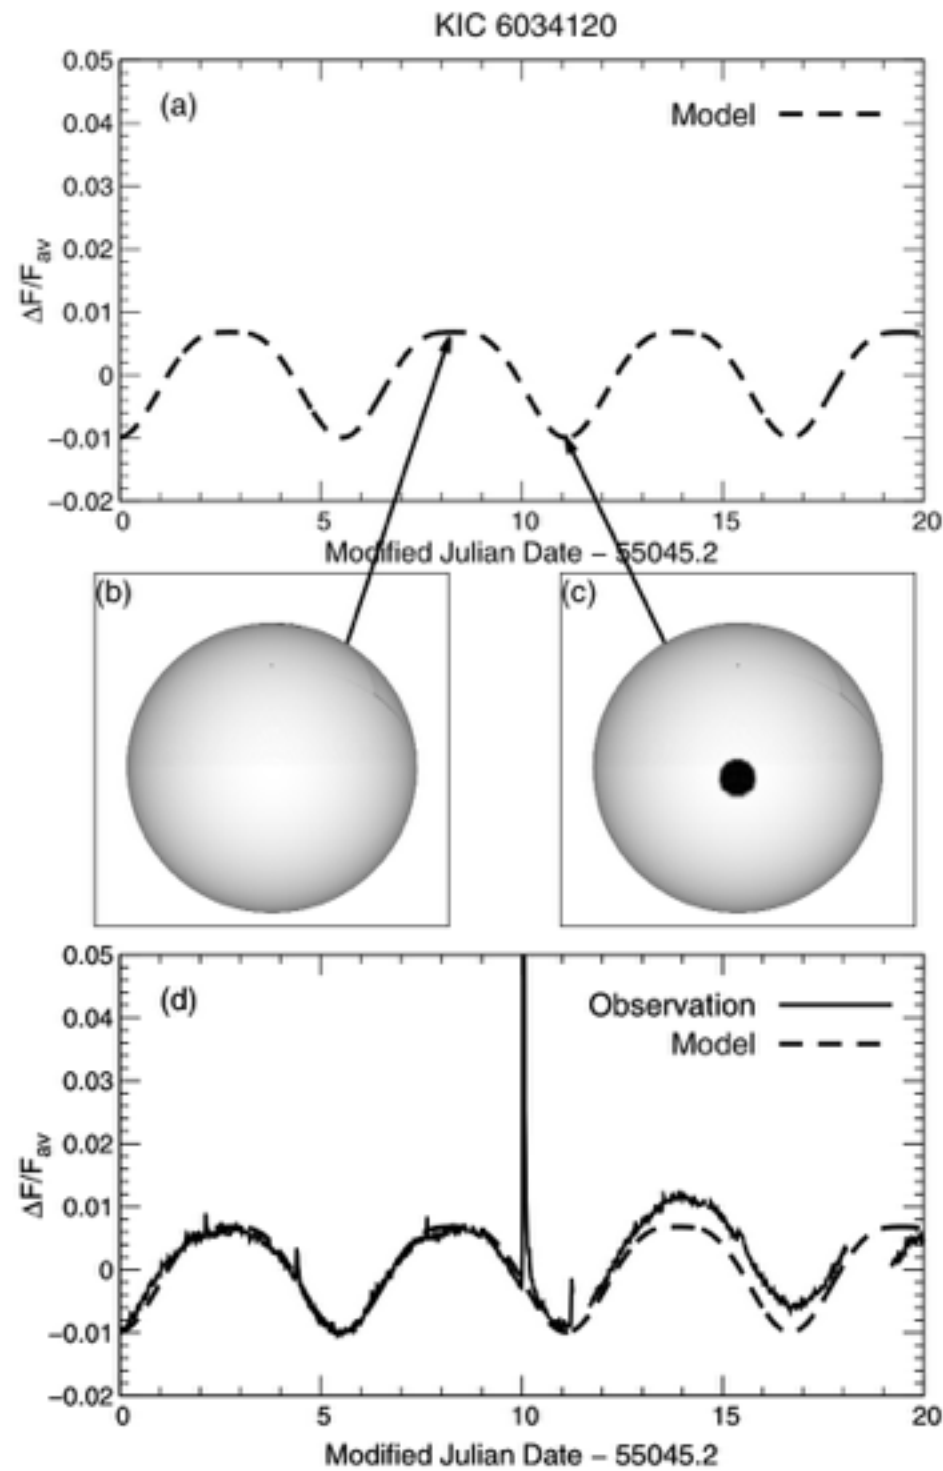 KIC 6034120
(a)
Model
0.05
0.04
0.03
0.02
0.01
0
−0.01
−0.02
ΔF/Fav
0 5 10 15 20
Modified Julian Date − 55045.2
(b)
(c)
(d)
Observation
Model
0.05
0.04
0.03
0.02
0.01
0
−0.01
−0.02
ΔF/Fav
0 5 10 15 20
Modified Julian Date − 55045.2